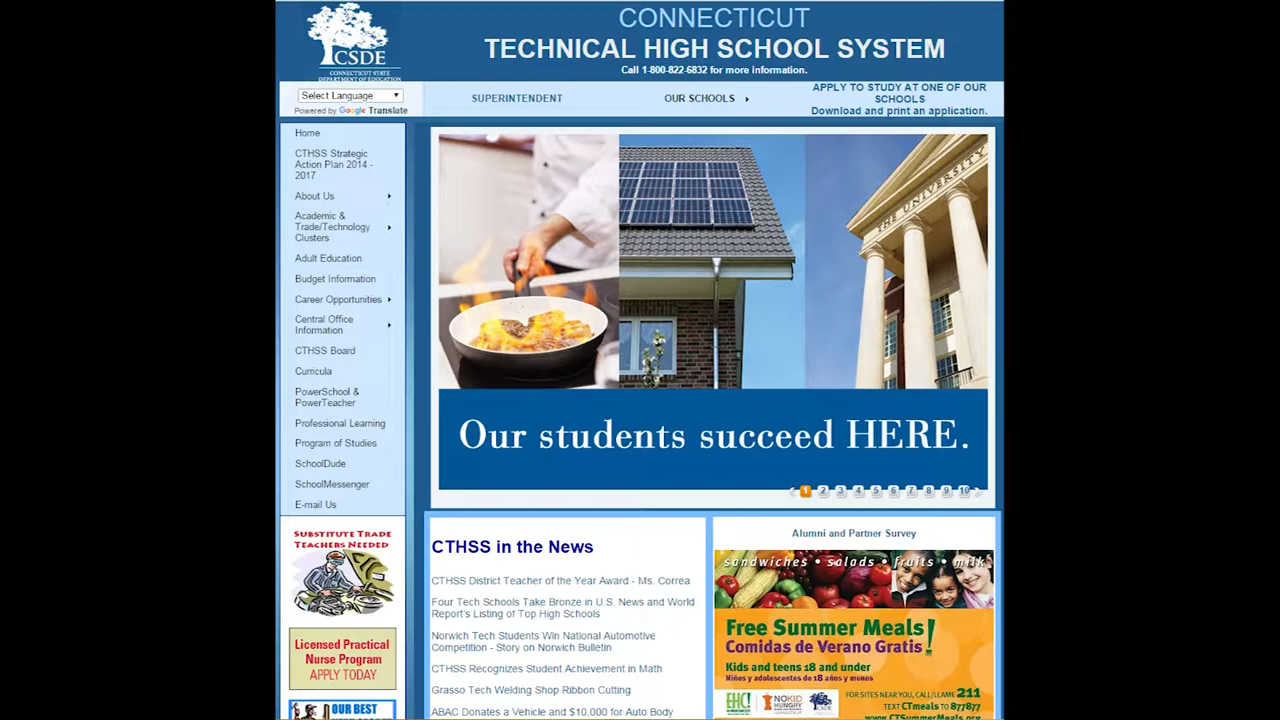 CSDE
CONNECTICUT STATE
DEPARTMENT OF EDUCATION
CONNECTICUT
TECHNICAL HIGH SCHOOL SYSTEM
Call 1-800-822-6832 for more information.
Select Language
Powered by Google Translate
SUPERINTENDENT
OUR SCHOOLS
APPLY TO STUDY AT ONE OF OUR
SCHOOLS
Download and print an application.
Home
CTHSS Strategic
Action Plan 2014 -
2017
About Us
Academic &
Trade/Technology
Clusters
Adult Education
Budget Information
Career Opportunities
Central Office
Information
CTHSS Board
Curricula
PowerSchool &
PowerTeacher
Professional Learning
Program of Studies
SchoolDude
SchoolMessenger
E-mail Us
SUBSTITUTE TRADE
TEACHERS NEEDED
Licensed Practical
Nurse Program
APPLY TODAY
OUR BEST
THE UNIVERSITY
Our students succeed HERE.
1 2 3 4 5 6 7 8 9 10
CTHSS in the News
CTHSS District Teacher of the Year Award - Ms. Correa
Four Tech Schools Take Bronze in U.S. News and World
Report's Listing of Top High Schools
Norwich Tech Students Win National Automotive
Competition - Story on Norwich Bulletin
CTHSS Recognizes Student Achievement in Math
Grasso Tech Welding Shop Ribbon Cutting
ABAC Donates a Vehicle and $10,000 for Auto Body
Alumni and Partner Survey
sandwiches • salads • fruits • milk
Free Summer Meals!
Comidas de Verano Gratis!
Kids and teens 18 and under
Niños y adolescentes de 18 años y menos
EHC!
NO KID
HUNGRY
FOR SITES NEAR YOU, CALL/LLAME 211
TEXT CTmeals TO 877877
www.CTSummerMeals.org